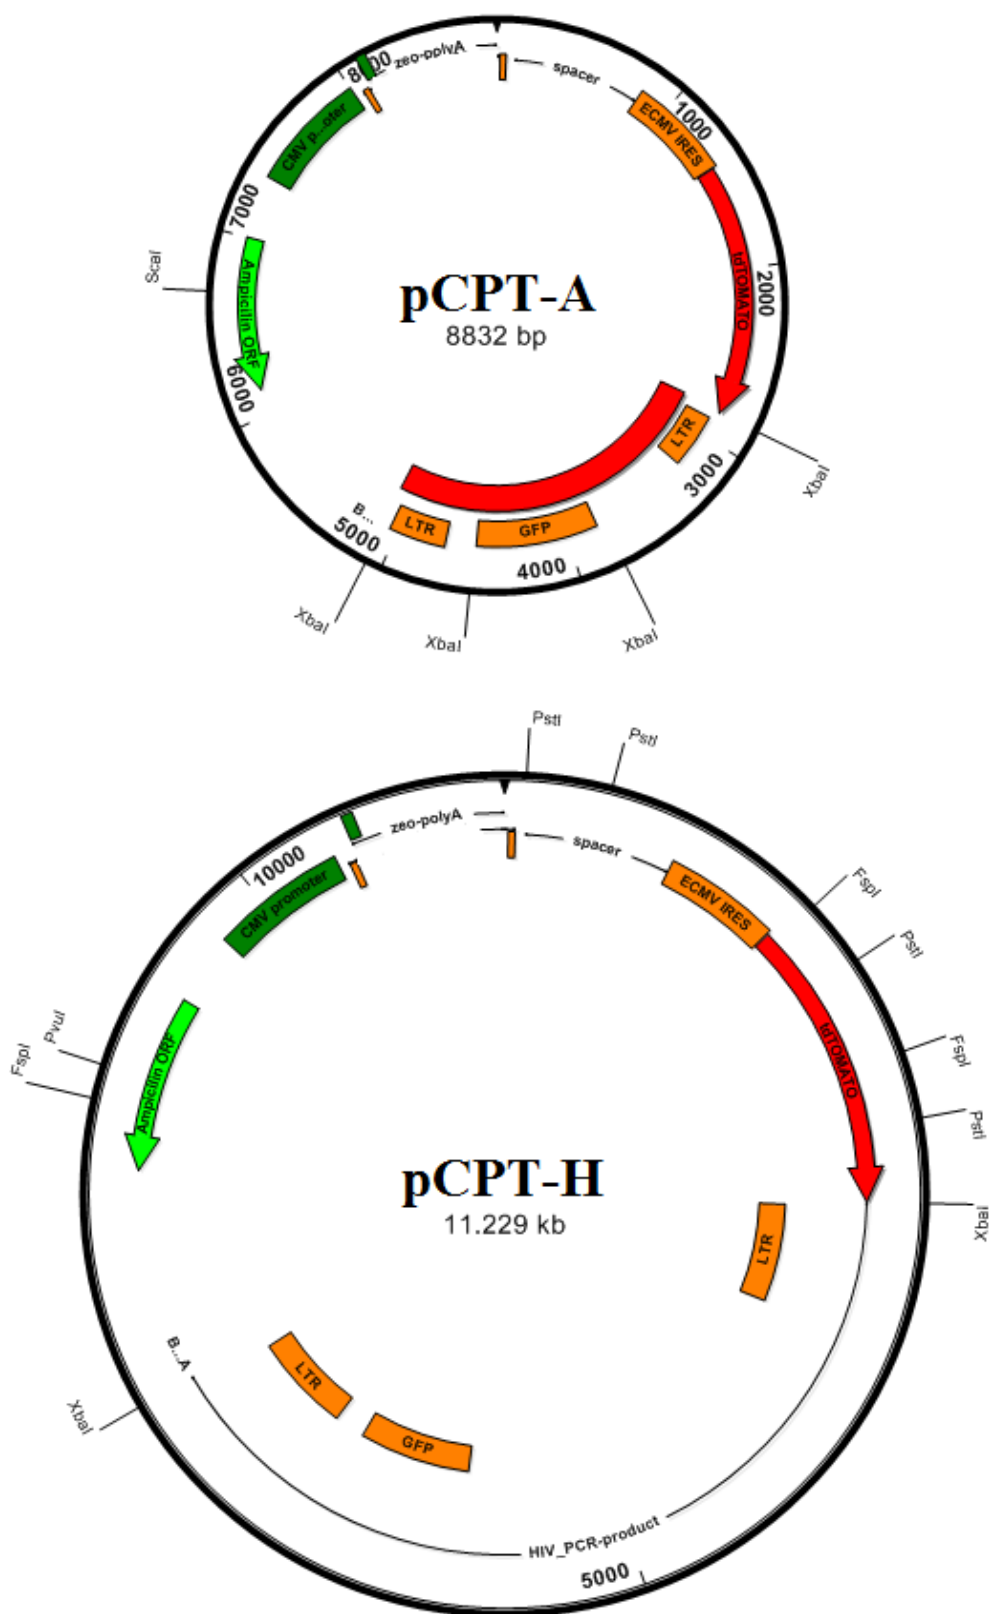 8000
zeo-pplyA
spacer
1000
ECMV IRES
CMV p...oter
7000
ScaI
Ampicilin ORF
pCPT-A
8832 bp
tdTOMATO
2000
6000
LTR
3000
XbaI
B...
LTR
GFP
5000
4000
XbaI
XbaI
XbaI
PstI
PstI
zeo-polyA
spacer
10000
CMV promoter
ECMV IRES
FspI
PstI
PvuI
FspI
Ampicilin ORF
tdTOMATO
FspI
PstI
pCPT-H
11.229 kb
XbaI
LTR
B...A
LTR
XbaI
GFP
HIV_PCR-product
5000